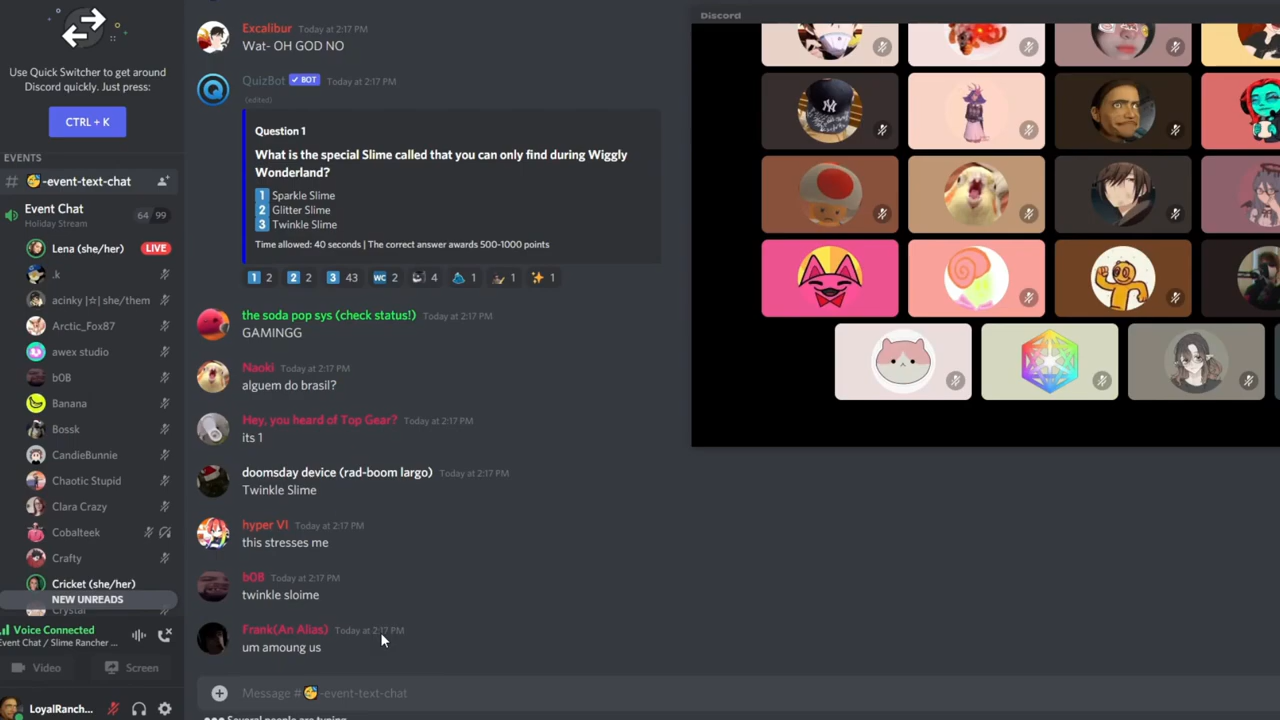 Use Quick Switcher to get around
Discord quickly. Just press:
CTRL + K
EVENTS
# -event-text-chat
Event Chat 64 99
Holiday Stream
Lena (she/her) LIVE
.k
acinky |☆| she/them
Arctic_Fox87
awex studio
b0B
Banana
Bossk
CandieBunnie
Chaotic Stupid
Clara Crazy
Cobalteek
Crafty
Cricket (she/her)
NEW UNREADS
Crystal
Voice Connected
Event Chat / Slime Rancher ...
Video Screen
LoyalRanch...
Excalibur Today at 2:17 PM
Wat- OH GOD NO
QuizBot ✓ BOT Today at 2:17 PM
(edited)
Question 1
What is the special Slime called that you can only find during Wiggly
Wonderland?
1 Sparkle Slime
2 Glitter Slime
3 Twinkle Slime
Time allowed: 40 seconds | The correct answer awards 500-1000 points
1 2 2 2 3 43 WC 2 4 1 1 1
the soda pop sys (check status!) Today at 2:17 PM
GAMINGG
Naoki Today at 2:17 PM
alguem do brasil?
Hey, you heard of Top Gear? Today at 2:17 PM
its 1
doomsday device (rad-boom largo) Today at 2:17 PM
Twinkle Slime
hyper VI Today at 2:17 PM
this stresses me
b0B Today at 2:17 PM
twinkle sloime
Frank(An Alias) Today at 2:17 PM
um amoung us
Message # -event-text-chat
Several people are typing...
Discord